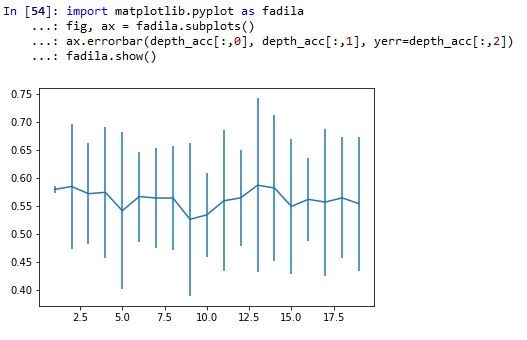 In [54]: import matplotlib.pyplot as fadila
...: fig, ax = fadila.subplots()
...: ax.errorbar(depth_acc[:,0], depth_acc[:,1], yerr=depth_acc[:,2])
...: fadila.show()
0.75
0.70
0.65
0.60
0.55
0.50
0.45
0.40
2.5 5.0 7.5 10.0 12.5 15.0 17.5